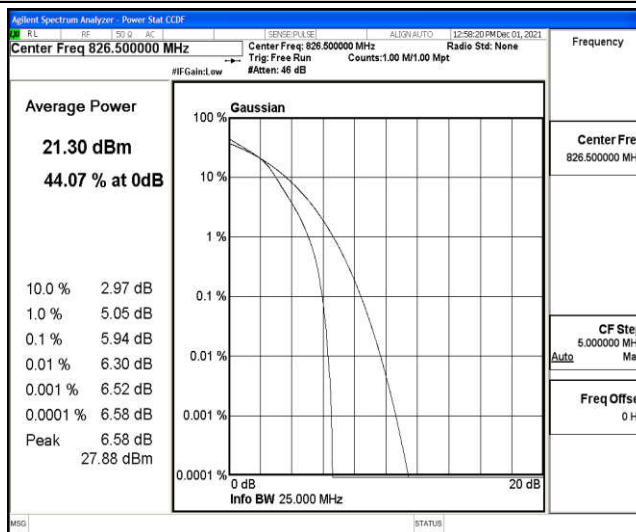 Agilent Spectrum Analyzer - Power Stat CCDF
RL RF 50 Ω AC SENSE:PULSE ALIGN AUTO 12:58:20 PM Dec 01, 2021
Center Freq 826.500000 MHz
Center Freq: 826.500000 MHz Radio Std: None
Trig: Free Run Counts:1.00 M/1.00 Mpt
#IFGain:Low #Atten: 46 dB
Frequency
Average Power
21.30 dBm
44.07 % at 0dB
10.0 % 2.97 dB
1.0 % 5.05 dB
0.1 % 5.94 dB
0.01 % 6.30 dB
0.001 % 6.52 dB
0.0001 % 6.58 dB
Peak 6.58 dB
27.88 dBm
Gaussian
100 %
10 %
1 %
0.1 %
0.01 %
0.001 %
0.0001 %
0 dB 20 dB
Info BW 25.000 MHz
Center Fre
826.500000 MH
CF Ste
5.000000 MH
Auto Ma
Freq Offse
0 H
MSG STATUS